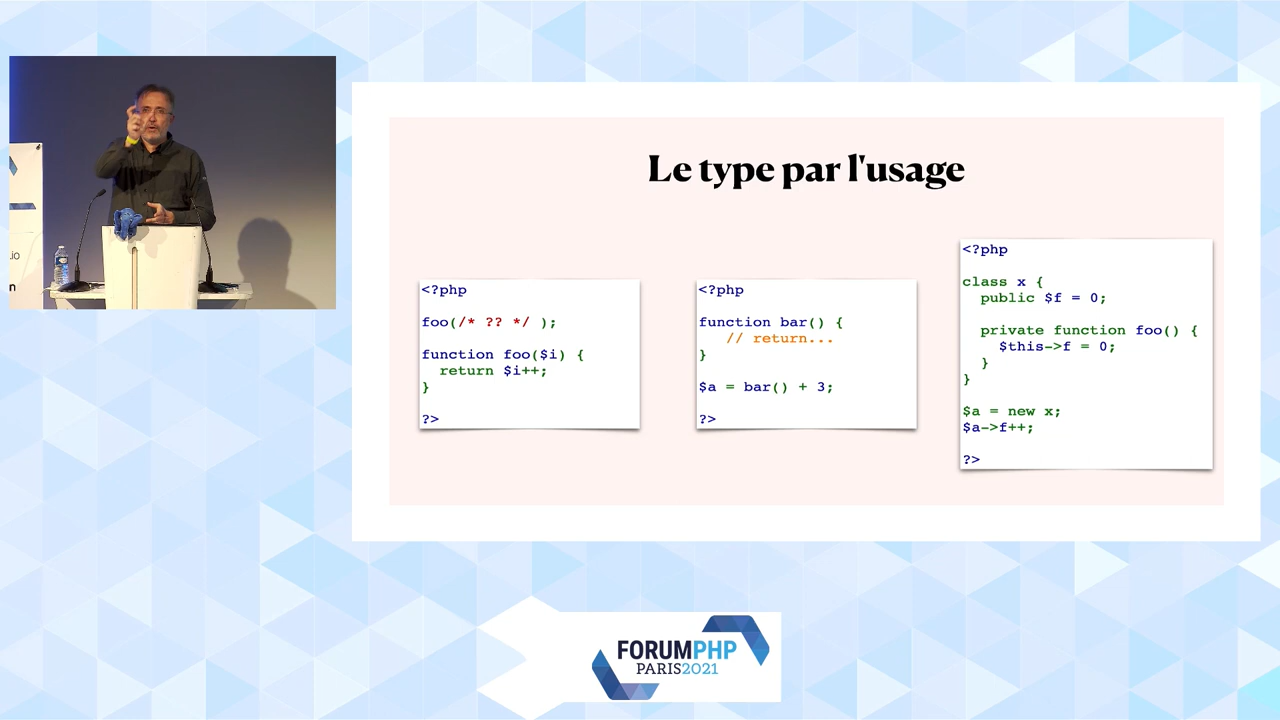 Le type par l'usage
<?php
foo(/* ?? */ );
function foo($i) {
return $i++;
}
?>
<?php
function bar() {
// return...
}
$a = bar() + 3;
?>
<?php
class x {
public $f = 0;
private function foo() {
$this->f = 0;
}
}
$a = new x;
$a->f++;
?>
.io
n
FORUMPHP
PARIS2021